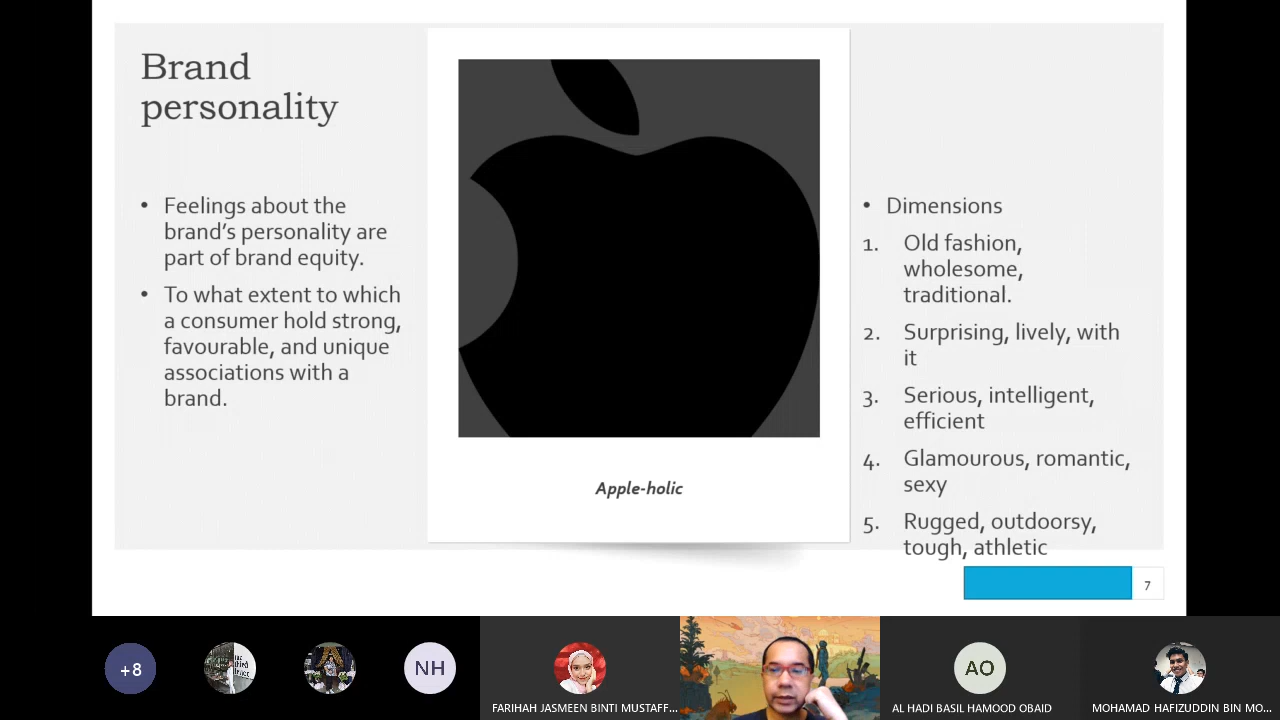 Brand
personality
• Feelings about the
brand’s personality are
part of brand equity.
• To what extent to which
a consumer hold strong,
favourable, and unique
associations with a
brand.
Apple-holic
• Dimensions
1. Old fashion,
wholesome,
traditional.
2. Surprising, lively, with
it
3. Serious, intelligent,
efficient
4. Glamourous, romantic,
sexy
5. Rugged, outdoorsy,
tough, athletic
7
+8
NH
FARIHAH JASMEEN BINTI MUSTAFF...
AO
AL HADI BASIL HAMOOD OBAID
MOHAMAD HAFIZUDDIN BIN MO...